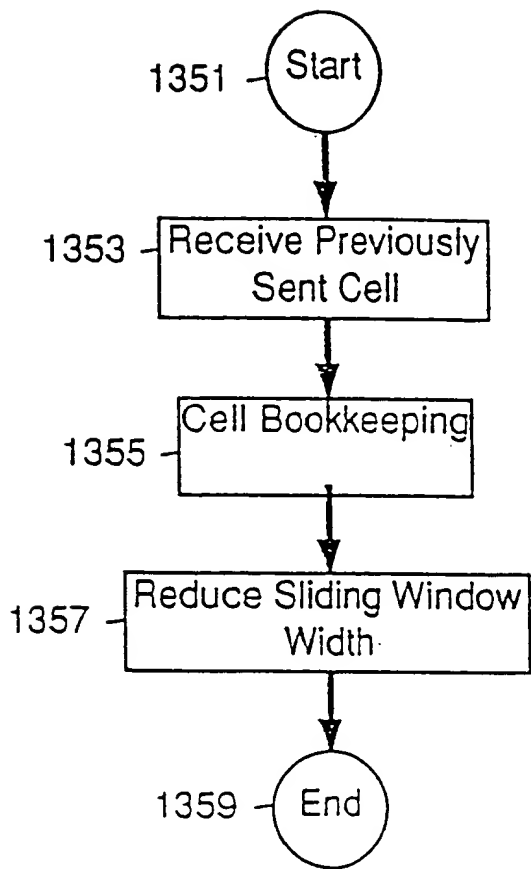 1351
Start
1353
Receive Previously
Sent Cell
1355
Cell Bookkeeping
1357
Reduce Sliding Window
Width
1359
End